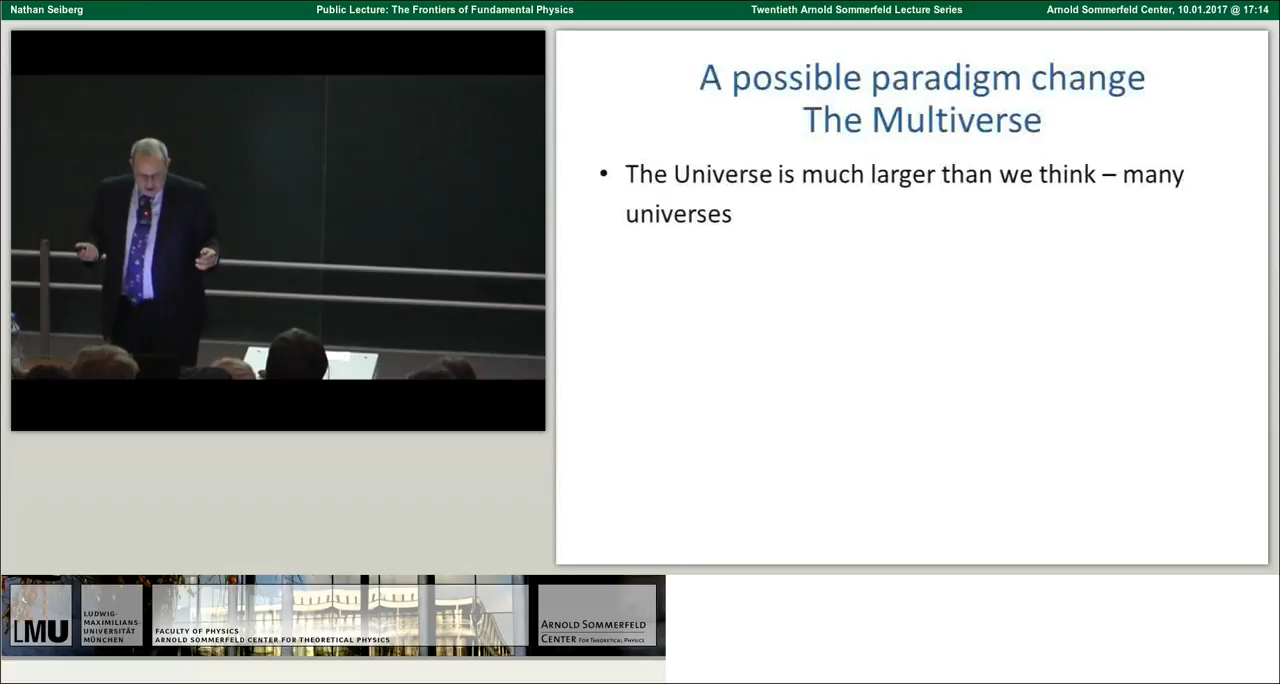 Nathan Seiberg
Public Lecture: The Frontiers of Fundamental Physics
Twentieth Arnold Sommerfeld Lecture Series
Arnold Sommerfeld Center, 10.01.2017 @ 17:14
A possible paradigm change
The Multiverse
• The Universe is much larger than we think – many
universes
LMU
LUDWIG-
MAXIMILIANS-
UNIVERSITÄT
MÜNCHEN
FACULTY OF PHYSICS
ARNOLD SOMMERFELD CENTER FOR THEORETICAL PHYSICS
ARNOLD SOMMERFELD
CENTER FOR THEORETICAL PHYSICS